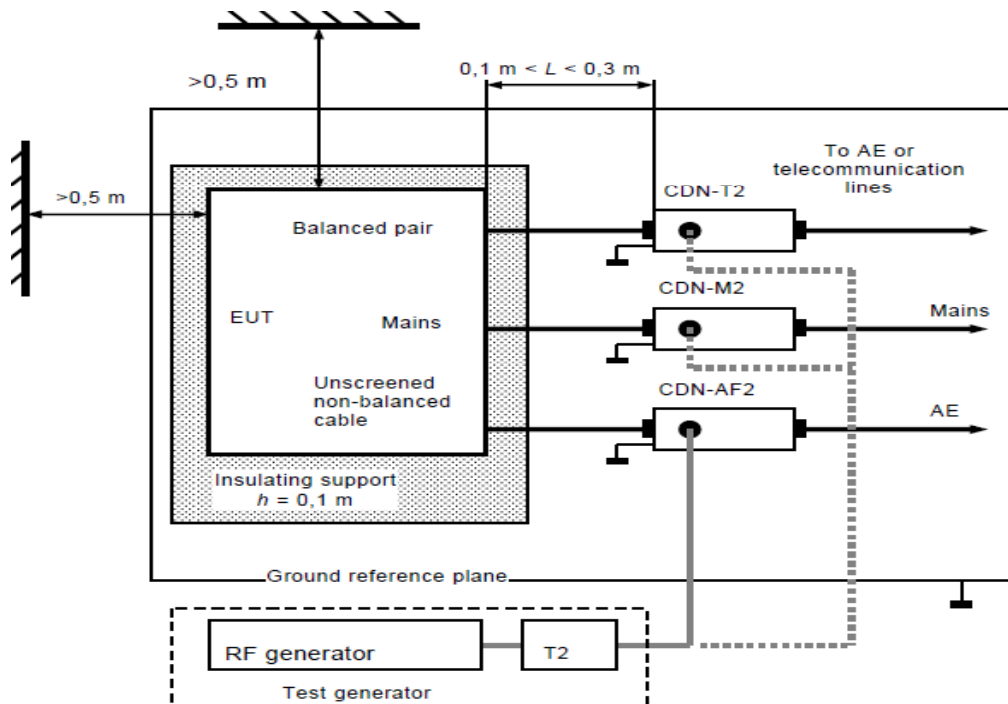 >0,5 m
0,1 m < L < 0,3 m
>0,5 m
To AE or
telecommunication
lines
CDN-T2
Balanced pair
CDN-M2
EUT
Mains
Mains
Unscreened
non-balanced
cable
CDN-AF2
AE
Insulating support
h = 0,1 m
Ground reference plane
RF generator
T2
Test generator